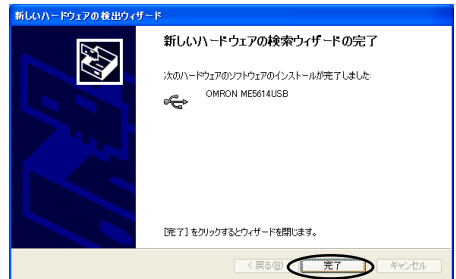 新しいハードウェアの検出ウィザード
新しいハードウェアの検索ウィザードの完了
次のハードウェアのソフトウェアのインストールが完了しました:
OMRON ME5614USB
[完了] をクリックするとウィザードを閉じます。
< 戻る(B)
完了
キャンセル